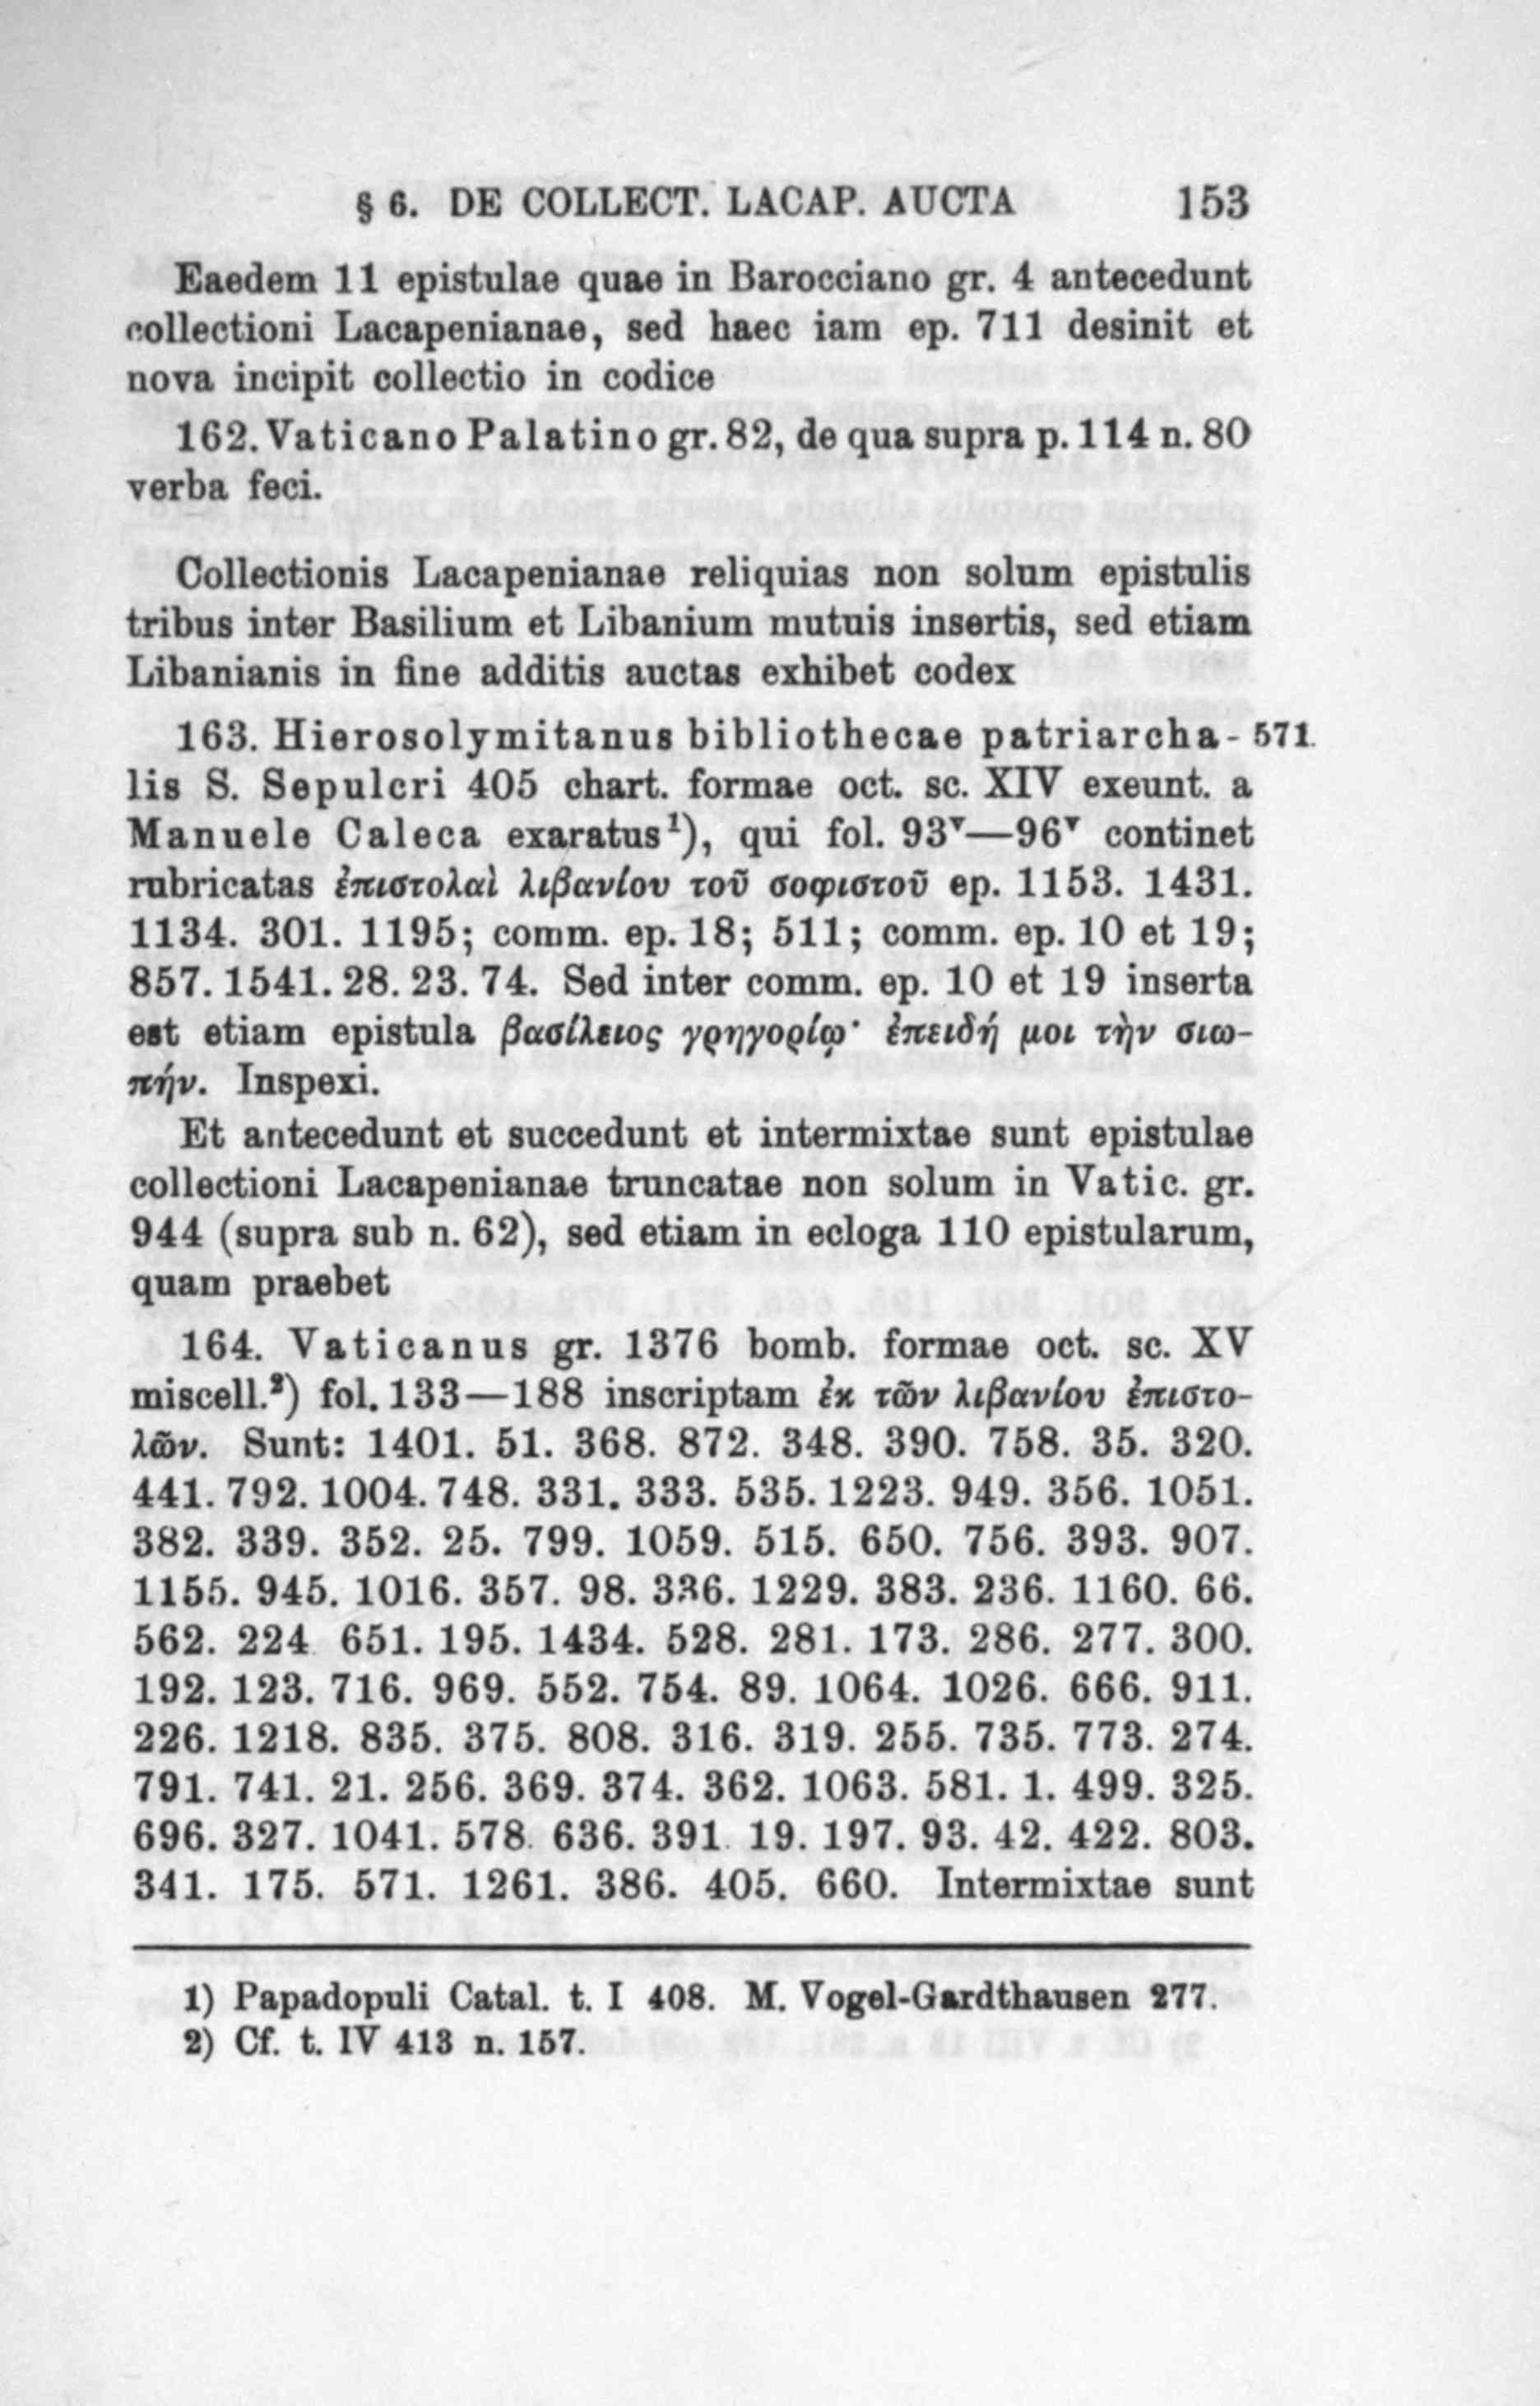 § 6. DE COLLECT. LACAP. AUCTA 153
Eaedem 11 epistulae quae in Barocciano gr. 4 antecedunt
collectioni Lacapenianae, sed haec iam ep. 711 desinit et
nova incipit collectio in codice
162. Vaticano Palatino gr. 82, de qua supra p. 114 n. 80
verba feci.
Collectionis Lacapenianae reliquias non solum epistulis
tribus inter Basilium et Libanium mutuis insertis, sed etiam
Libanianis in fine additis auctas exhibet codex
163. Hierosolymitanus bibliothecae patriarcha- 571.
lis S. Sepulcri 405 chart. formae oct. sc. XIV exeunt. a
Manuele Caleca exaratus¹), qui fol. 93ᵛ—96ᵛ continet
rubricatas ἐπιστολαὶ λιβανίου τοῦ σοφιστοῦ ep. 1153. 1431.
1134. 301. 1195; comm. ep. 18; 511; comm. ep. 10 et 19;
857. 1541. 28. 23. 74. Sed inter comm. ep. 10 et 19 inserta
est etiam epistula βασίλειος γρηγορίῳ· ἐπειδή μοι τὴν σιω-
πήν. Inspexi.
Et antecedunt et succedunt et intermixtae sunt epistulae
collectioni Lacapenianae truncatae non solum in Vatic. gr.
944 (supra sub n. 62), sed etiam in ecloga 110 epistularum,
quam praebet
164. Vaticanus gr. 1376 bomb. formae oct. sc. XV
miscell.²) fol. 133—188 inscriptam ἐκ τῶν λιβανίου ἐπιστο-
λῶν. Sunt: 1401. 51. 368. 872. 348. 390. 758. 35. 320.
441. 792. 1004. 748. 331. 333. 535. 1223. 949. 356. 1051.
382. 339. 352. 25. 799. 1059. 515. 650. 756. 393. 907.
1155. 945. 1016. 357. 98. 336. 1229. 383. 236. 1160. 66.
562. 224 651. 195. 1434. 528. 281. 173. 286. 277. 300.
192. 123. 716. 969. 552. 754. 89. 1064. 1026. 666. 911.
226. 1218. 835. 375. 808. 316. 319. 255. 735. 773. 274.
791. 741. 21. 256. 369. 374. 362. 1063. 581. 1. 499. 325.
696. 327. 1041. 578. 636. 391. 19. 197. 93. 42. 422. 803.
341. 175. 571. 1261. 386. 405. 660. Intermixtae sunt
1) Papadopuli Catal. t. I 408. M. Vogel-Gardthausen 277.
2) Cf. t. IV 413 n. 157.